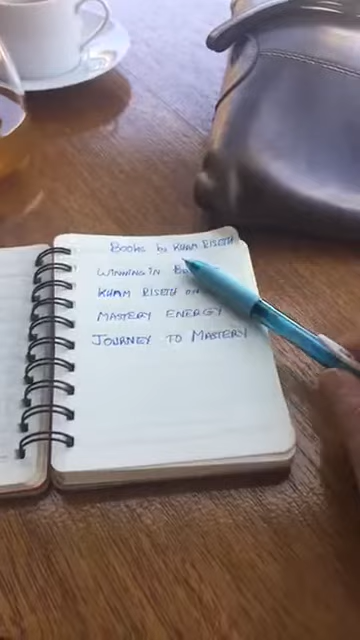 Books by KHAM RISETH
WINNING IN
KHAM RISETH
MASTERY ENERGY
JOURNEY TO MASTERY